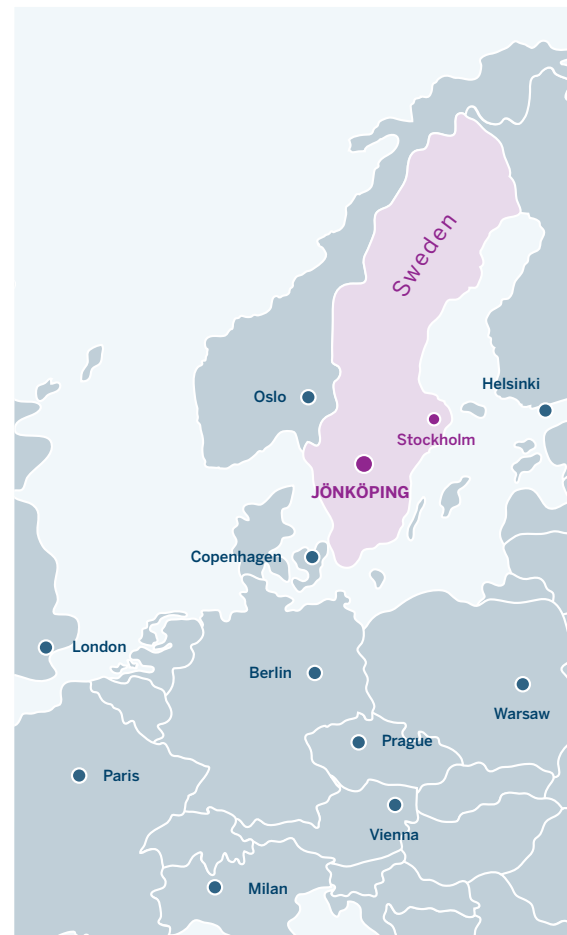 Sweden
Helsinki
Oslo
Stockholm
JÖNKÖPING
Copenhagen
London
Berlin
Warsaw
Prague
Paris
Vienna
Milan